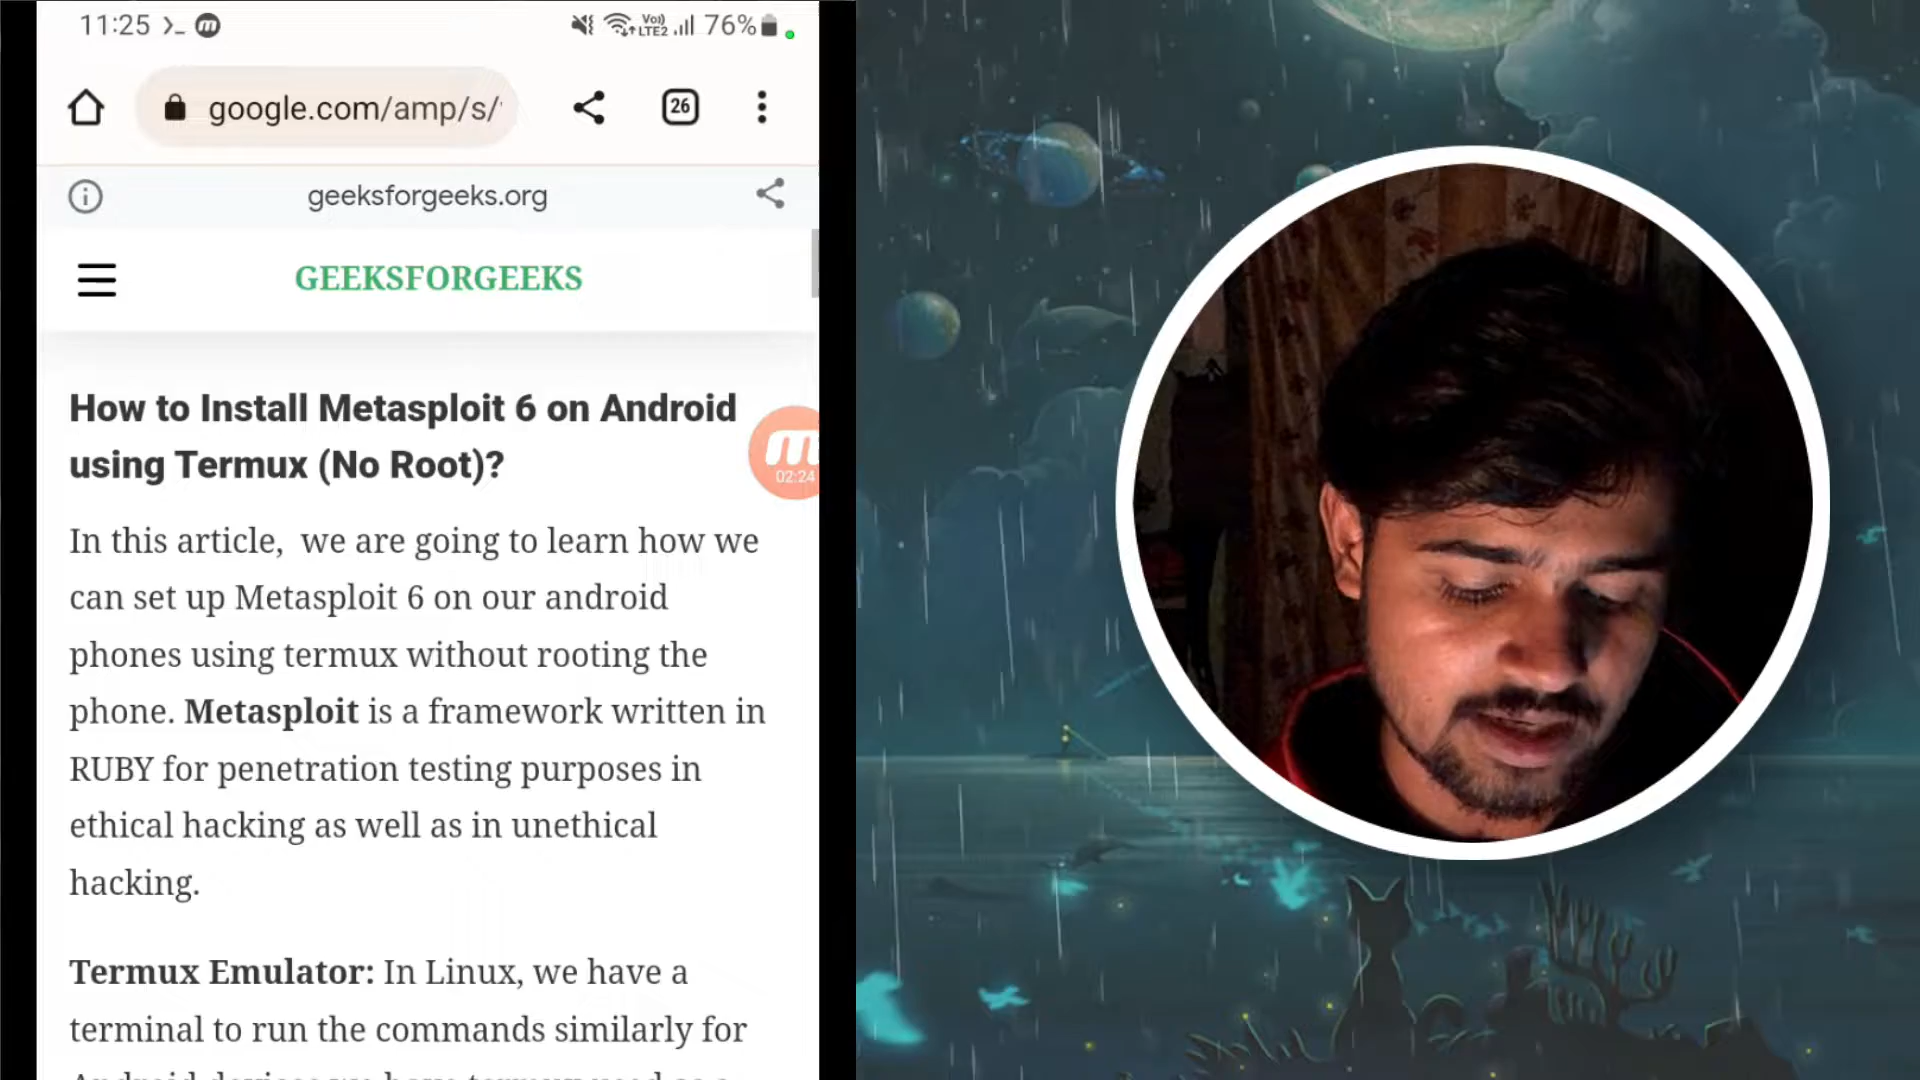 11:25 >_ m Vo) LTE2 76%
google.com/amp/s/ 26
geeksforgeeks.org
GEEKSFORGEEKS
How to Install Metasploit 6 on Android
using Termux (No Root)?
m
02:24
In this article,  we are going to learn how we
can set up Metasploit 6 on our android
phones using termux without rooting the
phone. Metasploit is a framework written in
RUBY for penetration testing purposes in
ethical hacking as well as in unethical
hacking.
Termux Emulator: In Linux, we have a
terminal to run the commands similarly for